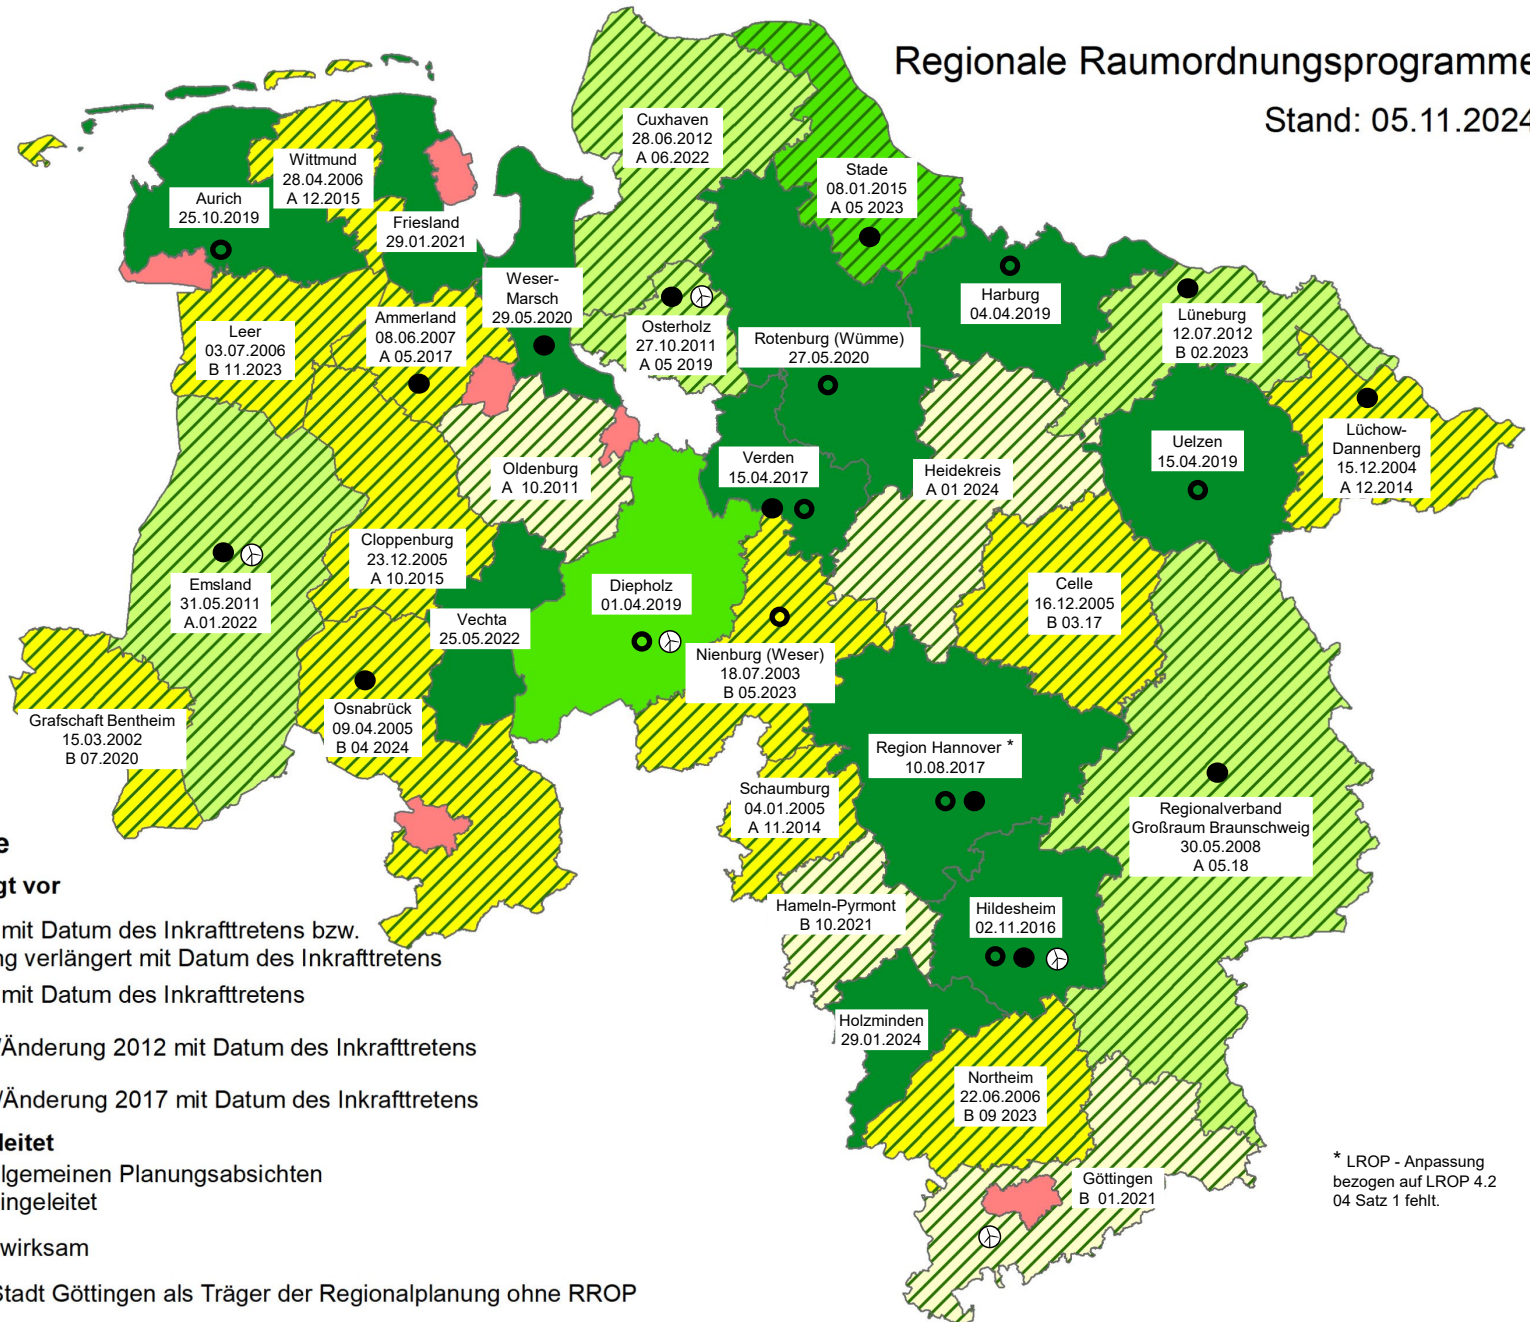 Regionale Raumordnungsprogramme
Stand: 05.11.2024
Cuxhaven
28.06.2012
A 06.2022
Wittmund
28.04.2006
A 12.2015
Stade
08.01.2015
A 05 2023
Aurich
25.10.2019
Friesland
29.01.2021
Weser-
Marsch
29.05.2020
Harburg
04.04.2019
Lüneburg
12.07.2012
B 02.2023
Leer
03.07.2006
B 11.2023
Ammerland
08.06.2007
A 05.2017
Osterholz
27.10.2011
A 05 2019
Rotenburg (Wümme)
27.05.2020
Lüchow-
Dannenberg
15.12.2004
A 12.2014
Uelzen
15.04.2019
Verden
15.04.2017
Heidekreis
A 01 2024
Oldenburg
A 10.2011
Cloppenburg
23.12.2005
A 10.2015
Emsland
31.05.2011
A.01.2022
Diepholz
01.04.2019
Celle
16.12.2005
B 03.17
Vechta
25.05.2022
Nienburg (Weser)
18.07.2003
B 05.2023
Osnabrück
09.04.2005
B 04 2024
Grafschaft Bentheim
15.03.2002
B 07.2020
Region Hannover *
10.08.2017
Schaumburg
04.01.2005
A 11.2014
Regionalverband
Großraum Braunschweig
30.05.2008
A 05.18
Hameln-Pyrmont
B 10.2021
Hildesheim
02.11.2016
Holzminden
29.01.2024
Northeim
22.06.2006
B 09 2023
Göttingen
B 01.2021
e
gt vor
mit Datum des Inkrafttretens bzw.
ng verlängert mit Datum des Inkrafttretens
mit Datum des Inkrafttretens
/Änderung 2012 mit Datum des Inkrafttretens
/Änderung 2017 mit Datum des Inkrafttretens
leitet
lgemeinen Planungsabsichten
ingeleitet
wirksam
Stadt Göttingen als Träger der Regionalplanung ohne RROP
* LROP - Anpassung
bezogen auf LROP 4.2
04 Satz 1 fehlt.